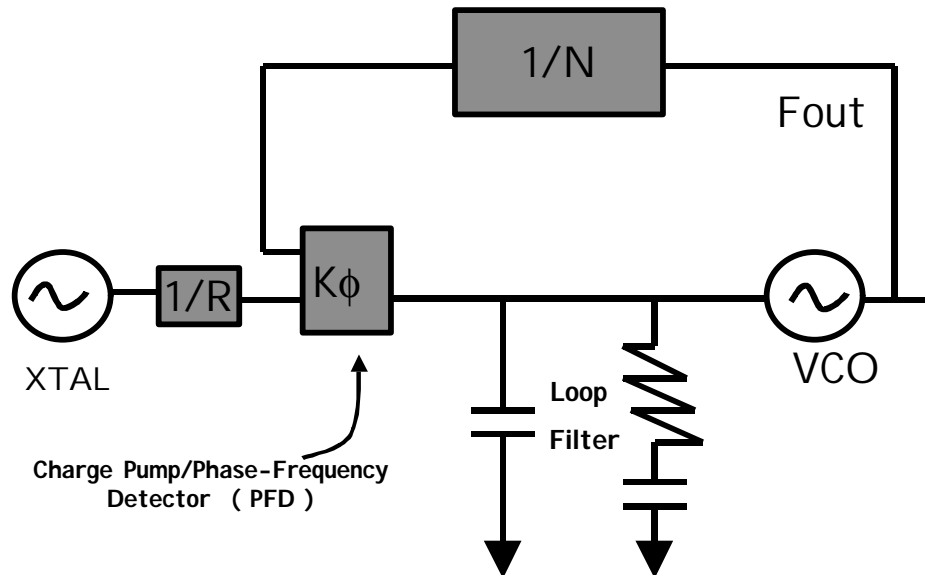 1/N
Fout
1/R
Kϕ
XTAL
VCO
Loop
Filter
Charge Pump/Phase-Frequency
Detector ( PFD )